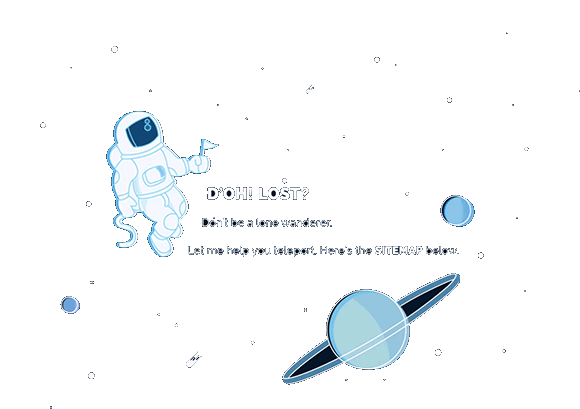 D'OH! LOST?
Don't be a lone wanderer.
Let me help you teleport. Here's the SITEMAP below.